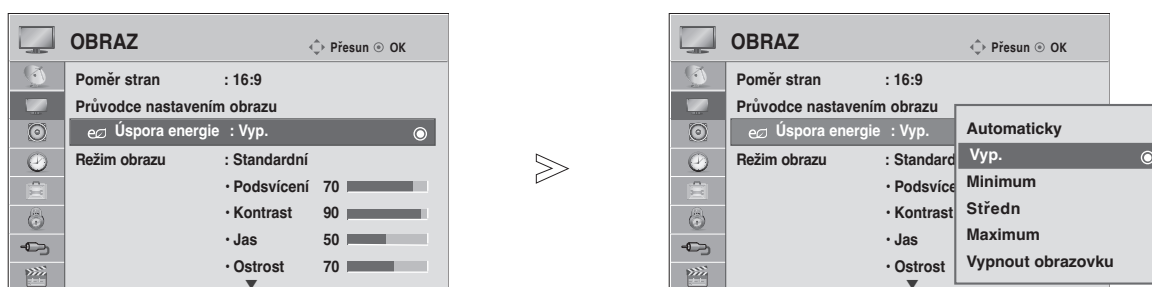 OBRAZ
Přesun OK
Poměr stran : 16:9
Průvodce nastavením obrazu
Úspora energie : Vyp.
Režim obrazu : Standardní
• Podsvícení 70
• Kontrast 90
• Jas 50
• Ostrost 70
OBRAZ
Přesun OK
Poměr stran : 16:9
Průvodce nastavením obrazu
Úspora energie : Vyp.
Režim obrazu : Standard
• Podsvíce
• Kontrast
• Jas
• Ostrost
Automaticky
Vyp.
Minimum
Středn
Maximum
Vypnout obrazovku